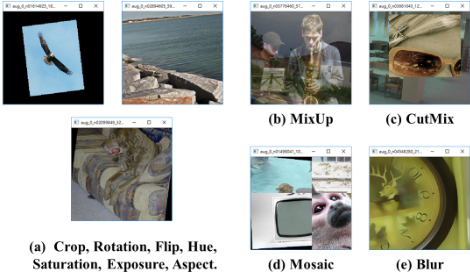 (b) MixUp
(c) CutMix
(a) Crop, Rotation, Flip, Hue,
Saturation, Exposure, Aspect.
(d) Mosaic
(e) Blur